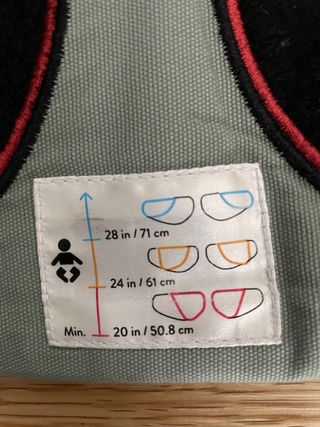 28 in / 71 cm
24 in / 61 cm
Min. 20 in / 50.8 cm